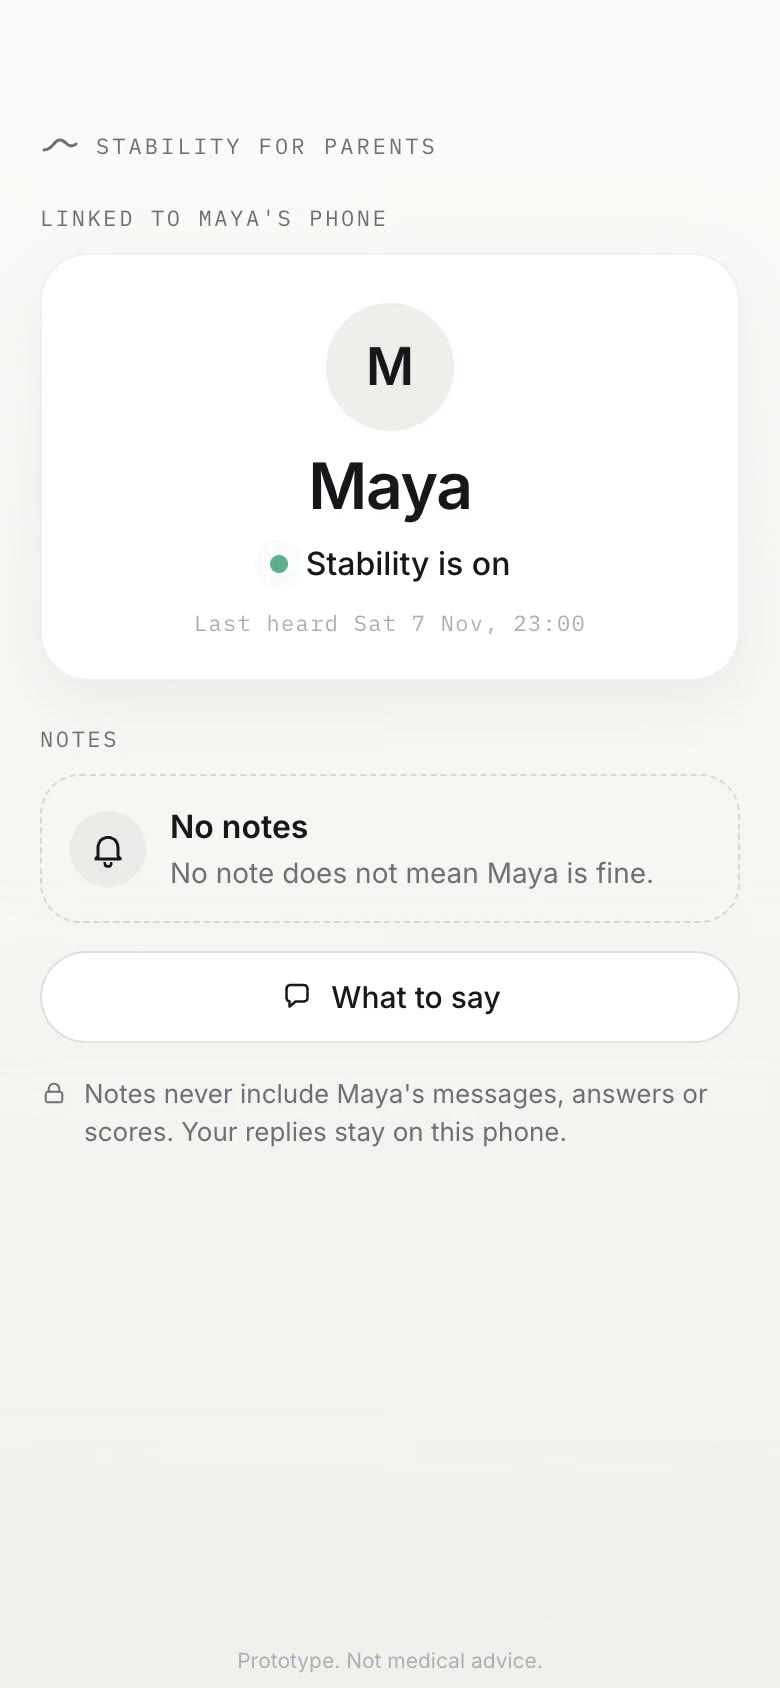 STABILITY FOR PARENTS
LINKED TO MAYA'S PHONE
M
Maya
Stability is on
Last heard Sat 7 Nov, 23:00
NOTES
No notes
No note does not mean Maya is fine.
What to say
Notes never include Maya's messages, answers or
scores. Your replies stay on this phone.
Prototype. Not medical advice.